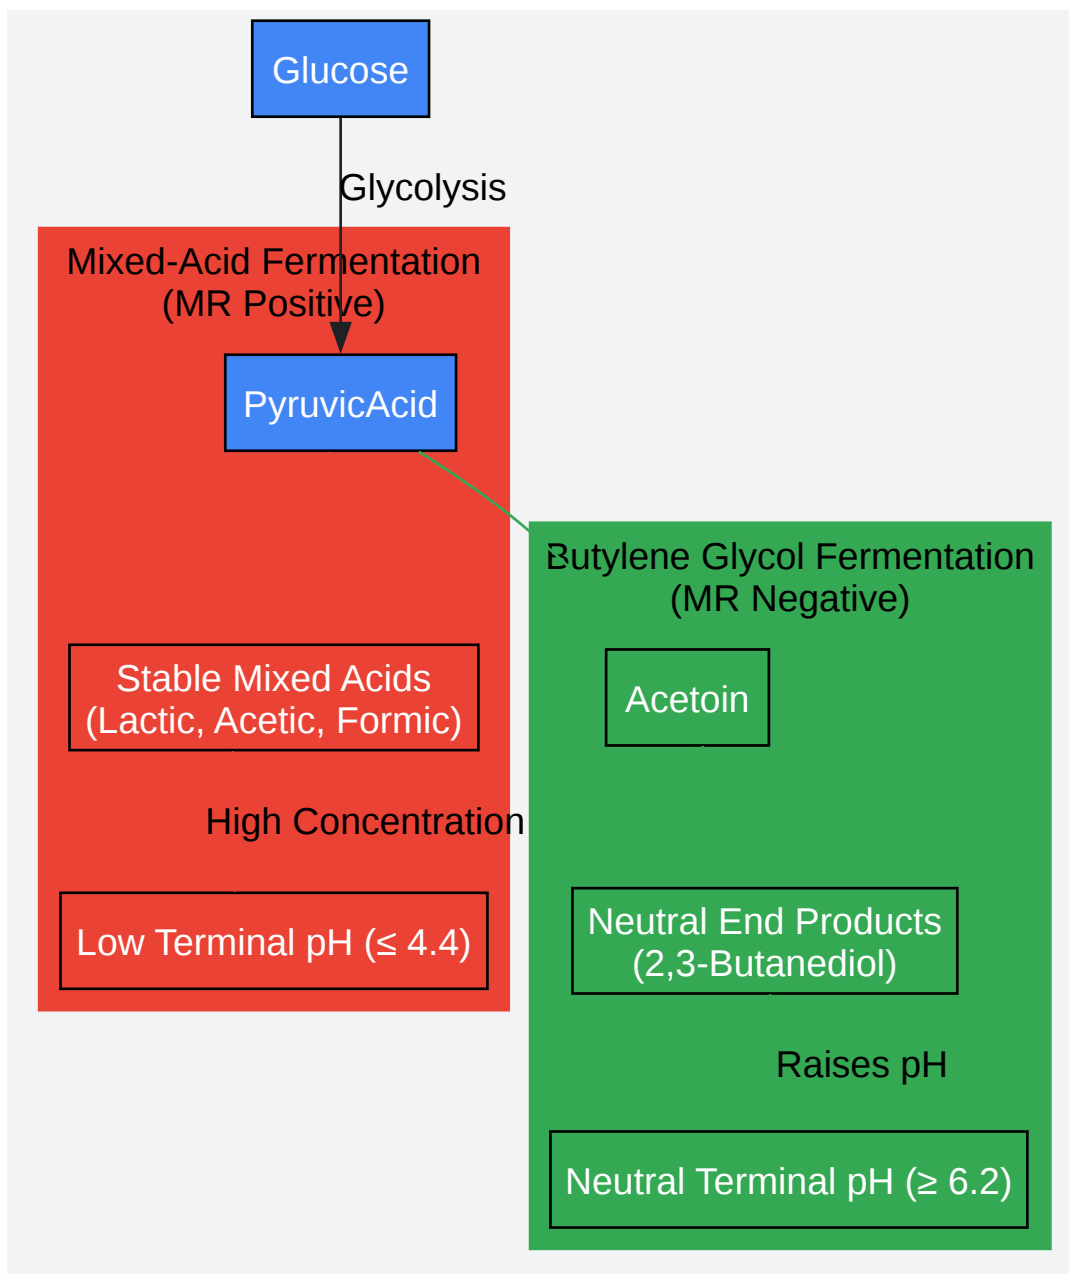 Glucose
Glycolysis
Mixed-Acid Fermentation
(MR Positive)
PyruvicAcid
Stable Mixed Acids
(Lactic, Acetic, Formic)
High Concentration
Low Terminal pH (≤ 4.4)
Butylene Glycol Fermentation
(MR Negative)
Acetoin
Neutral End Products
(2,3-Butanediol)
Raises pH
Neutral Terminal pH (≥ 6.2)